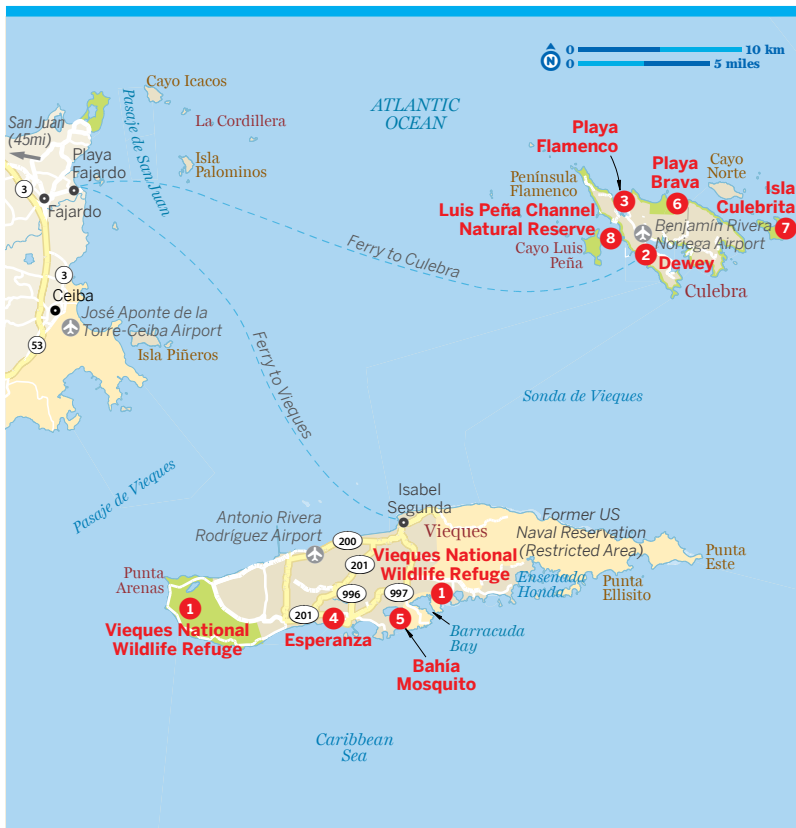 0 10 km
N
0 5 miles
Cayo Icacos
Pasaje de San Juan
La Cordillera
ATLANTIC
OCEAN
San Juan
(45mi)
Playa
Fajardo
Isla
Palominos
3
Fajardo
Playa
Flamenco
Península
Flamenco
3
Playa
Brava
6
Cayo
Norte
Isla
Culebrita
7
Luis Peña Channel
Natural Reserve
8
Cayo Luis
Peña
Benjamín Rivera
Noriega Airport
2
Dewey
Culebra
Ferry to Culebra
3
Ceiba
José Aponte de la
Torre-Ceiba Airport
53
Isla Piñeros
Ferry to Vieques
Sonda de Vieques
Pasaje de Vieques
Isabel
Segunda
Antonio Rivera
Rodríguez Airport
200
Vieques
Former US
Naval Reservation
(Restricted Area)
Punta
Este
201
Vieques National
Wildlife Refuge
1
Ensenada
Honda
Punta
Ellisito
Punta
Arenas
1
Vieques National
Wildlife Refuge
996
997
201
4
Esperanza
5
Bahía
Mosquito
Barracuda
Bay
Caribbean
Sea